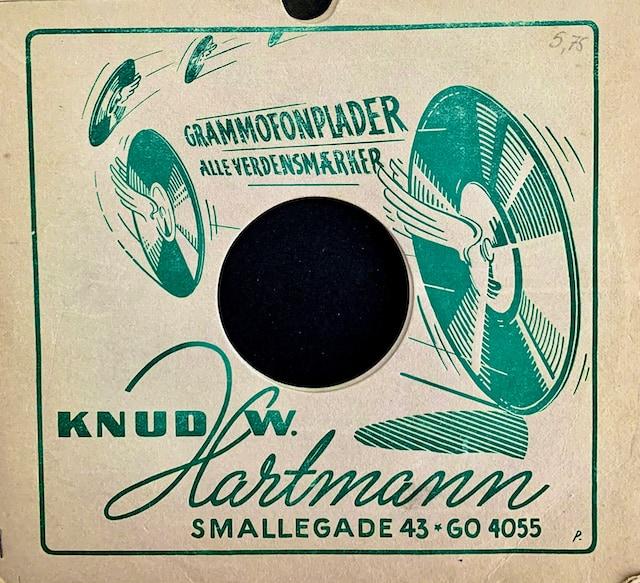 5,75
GRAMMOFONPLADER
ALLE VERDENSMÆRKER
KNUD W.
Hartmann
SMALLEGADE 43 * GO 4055
P.